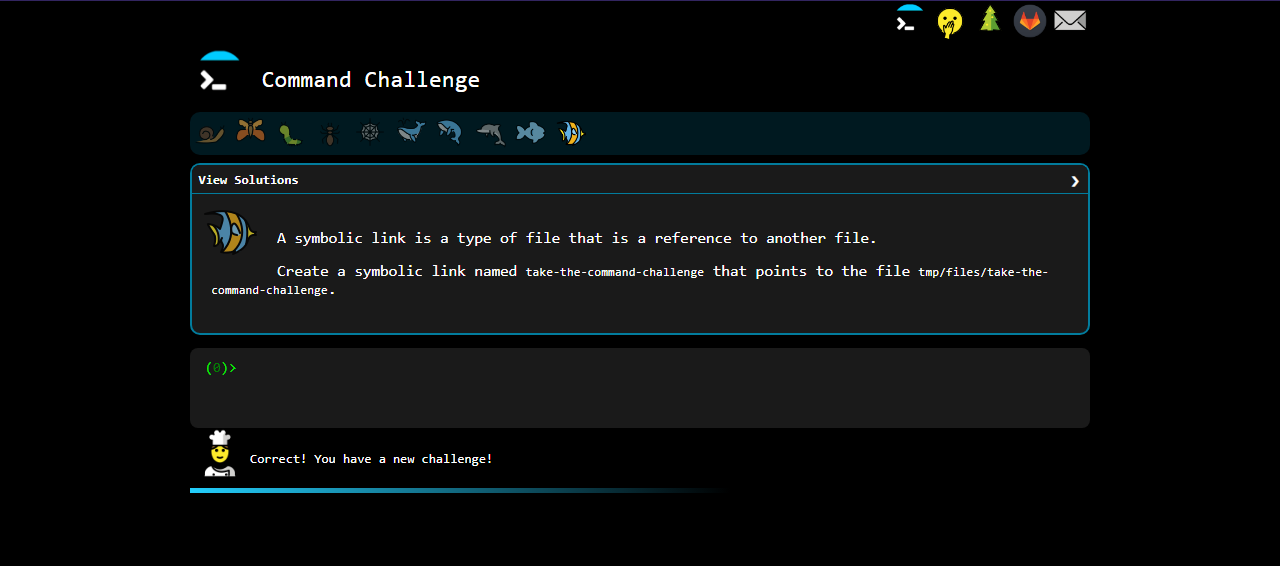 Command Challenge
View Solutions
A symbolic link is a type of file that is a reference to another file.
Create a symbolic link named take-the-command-challenge that points to the file tmp/files/take-the-
command-challenge.
(0)>
Correct! You have a new challenge!